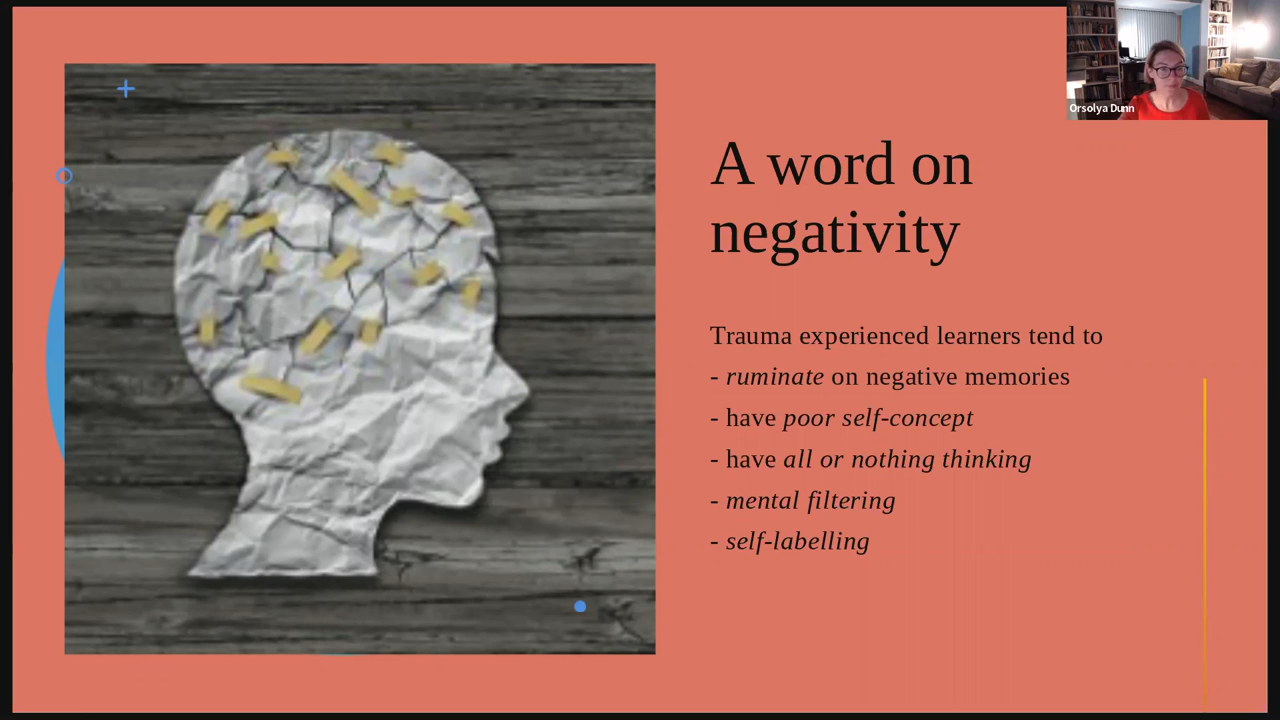 Orsolya Dunn
A word on
negativity
Trauma experienced learners tend to
- ruminate on negative memories
- have poor self-concept
- have all or nothing thinking
- mental filtering
- self-labelling